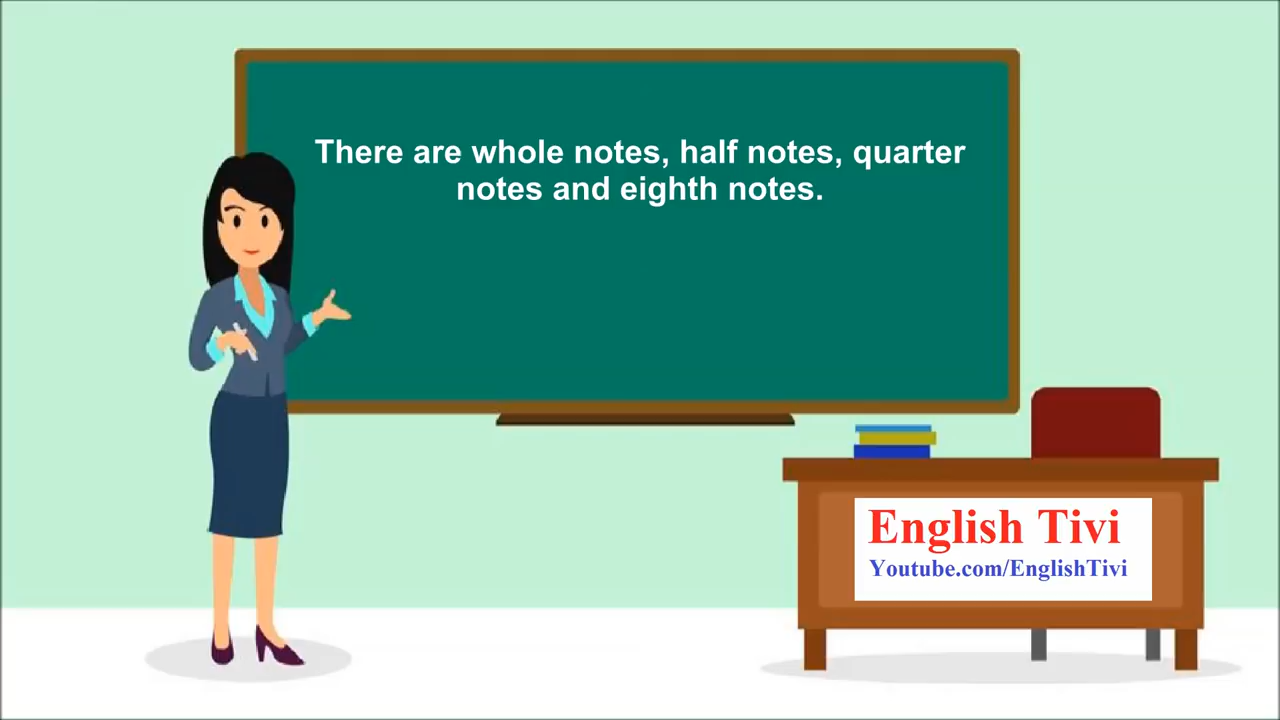 There are whole notes, half notes, quarter
notes and eighth notes.
English Tivi
Youtube.com/EnglishTivi